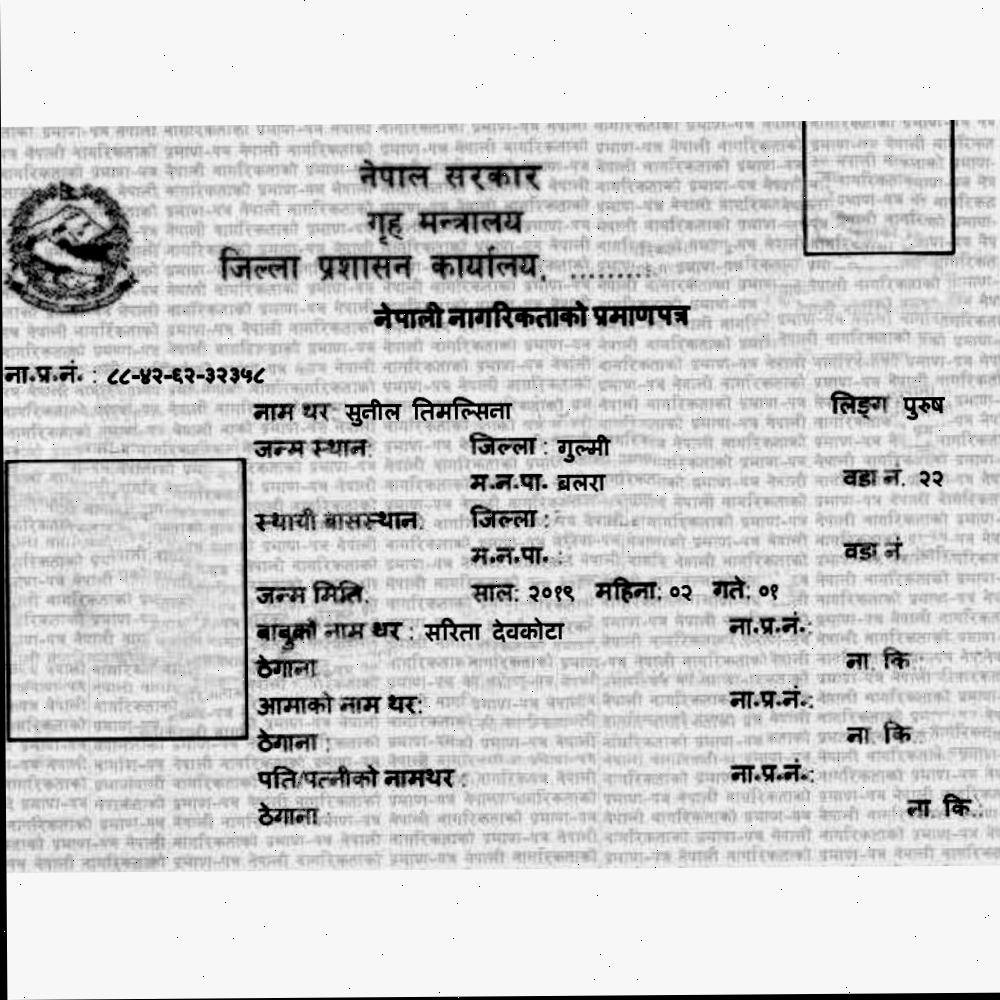 नेपाल सरकार
गृह मन्त्रालय
जिल्ला प्रशासन कार्यालय, .........
नेपाली नागरिकताको प्रमाणपत्र
ना.प्र.नं. : ८८-४२-६२-३२३५८
नाम थर: सुनील तिमल्सिना लिङ्ग पुरुष
जन्म स्थान: जिल्ला : गुल्मी
म.न.पा. ब्रलरा वडा नं. २२
स्थायी बासस्थान: जिल्ला :
म.न.पा. : वडा नं
जन्म मिति. साल: २०१९ महिना: ०२ गते: ०१
बाबुको नाम थर : सरिता देवकोटा ना.प्र.नं.:
ठेगाना ना. कि.:
आमाको नाम थर: ना.प्र.नं.:
ठेगाना : ना. कि.:
पति/पत्नीको नामथर : ना.प्र.नं.:
ठेगाना : ना. कि.: